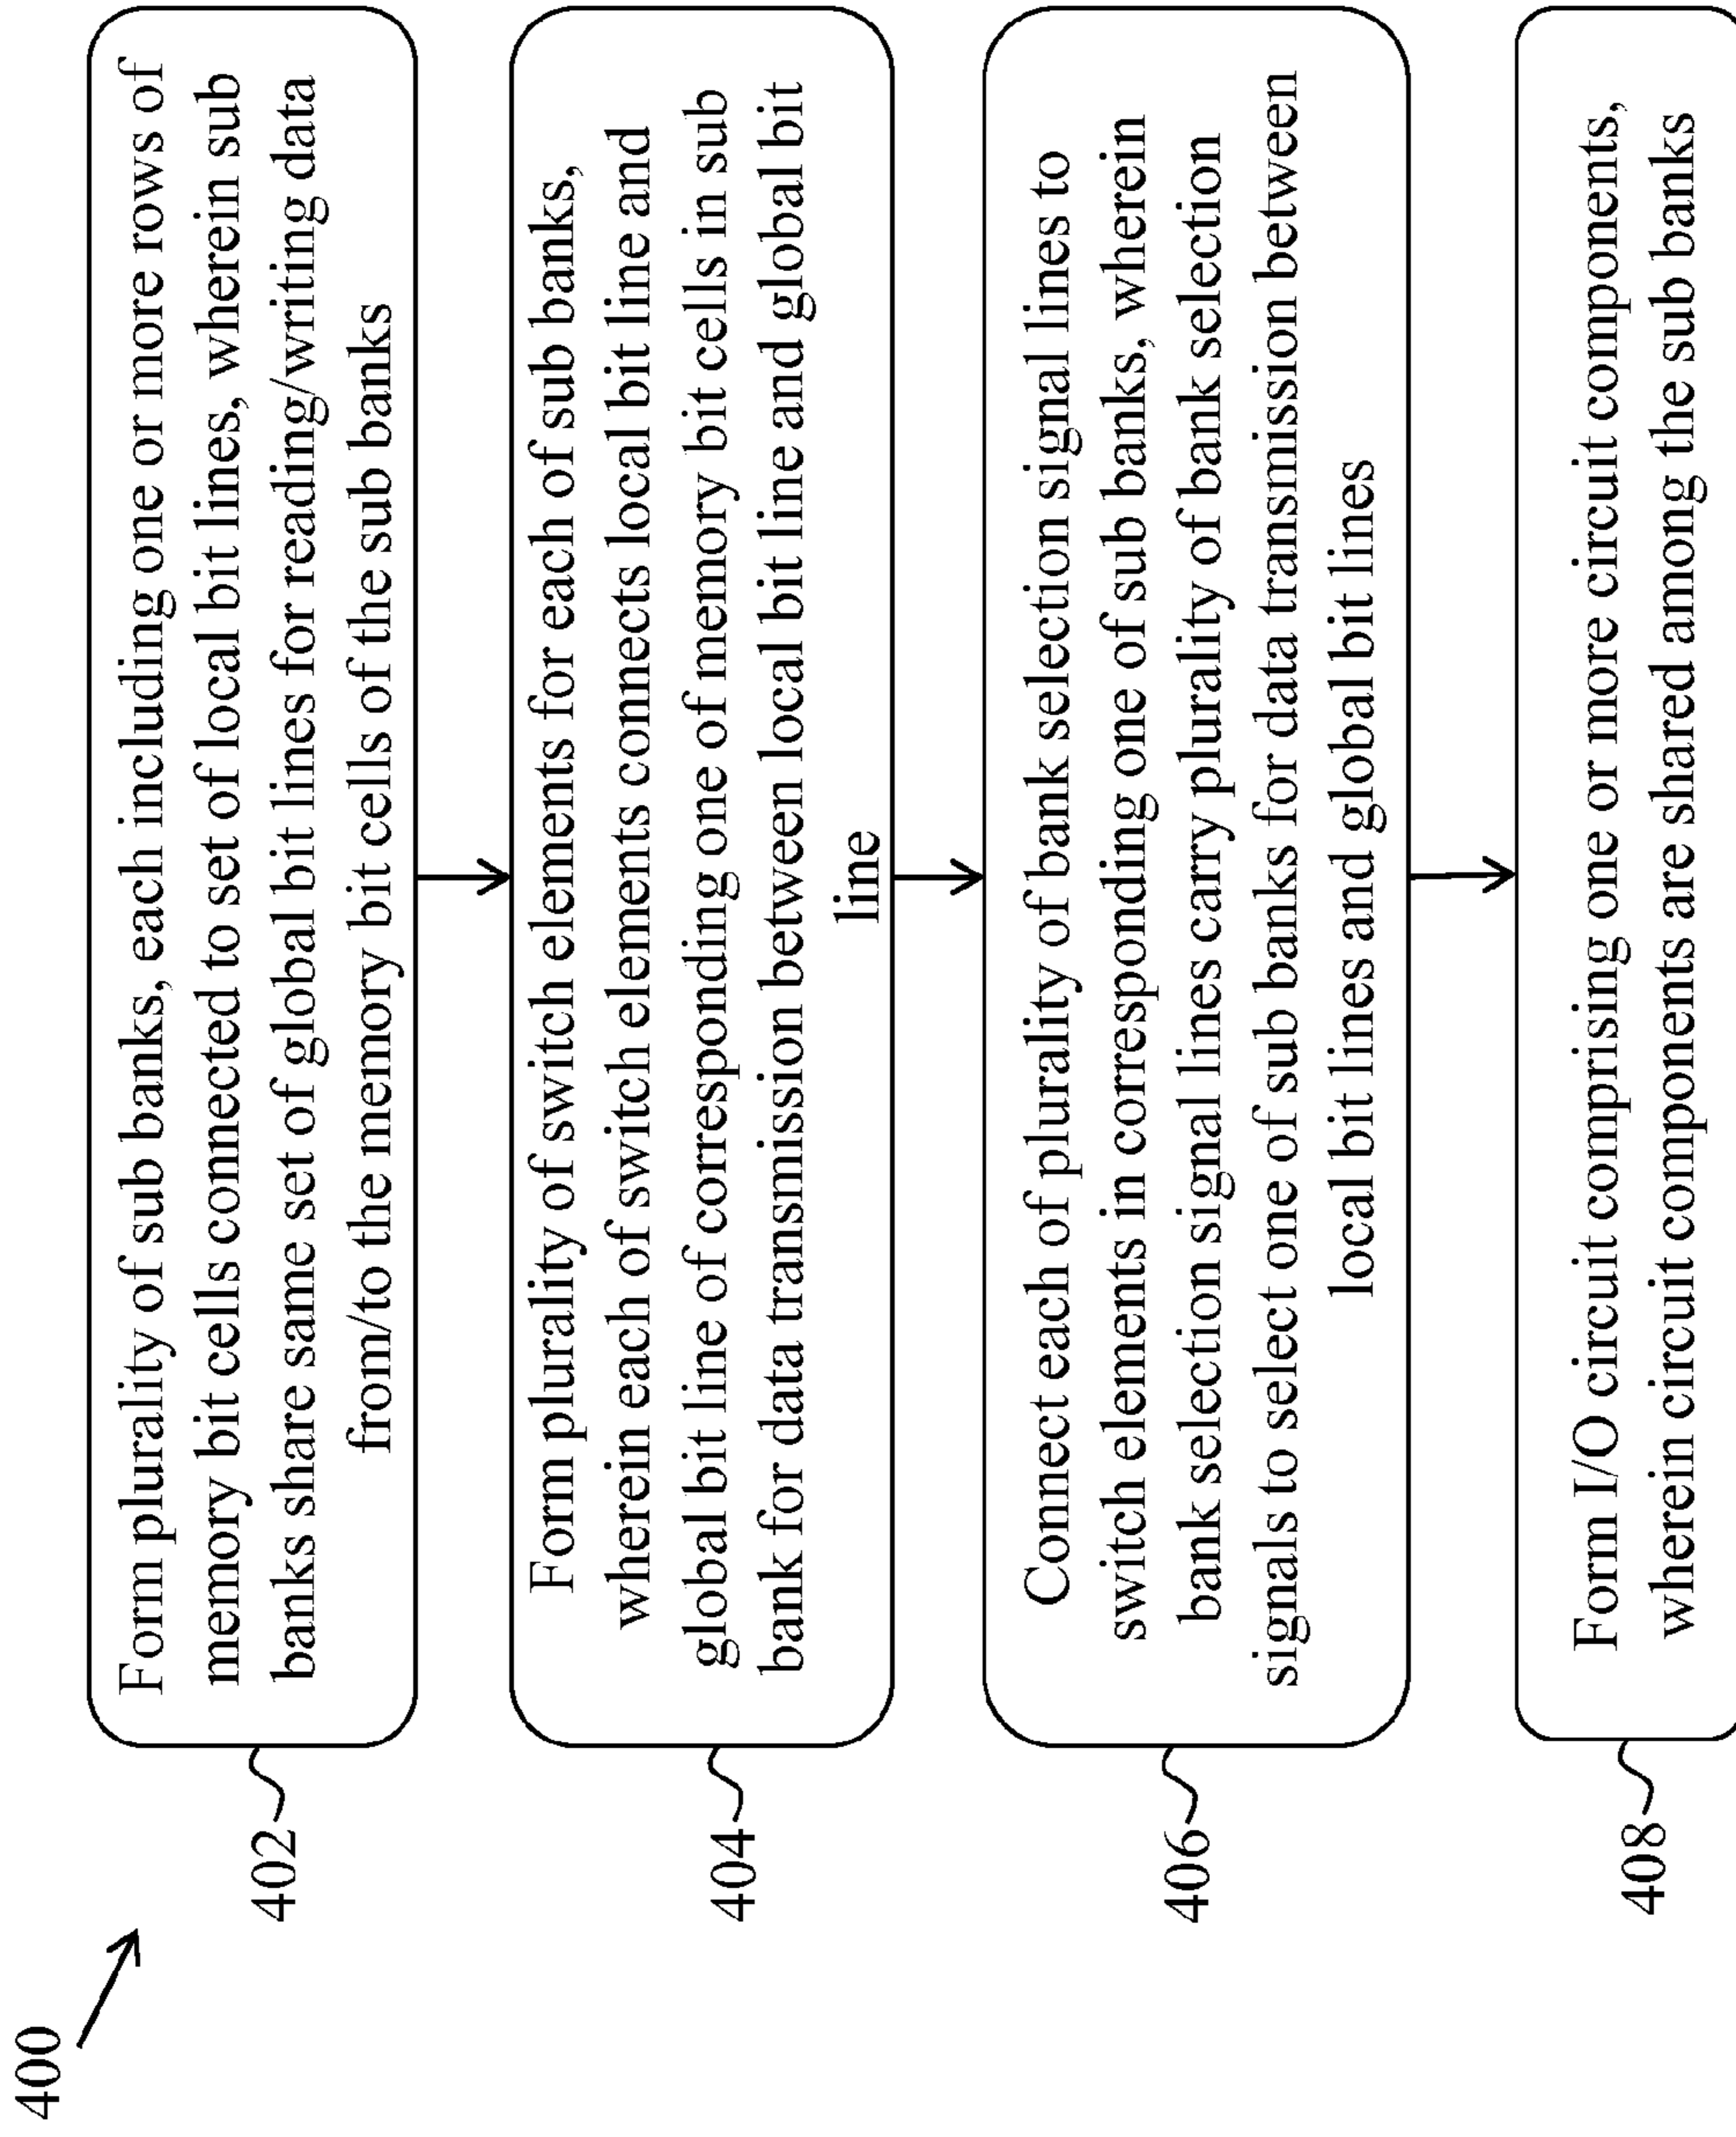 400
402
Form plurality of sub banks, each including one or more rows of
memory bit cells connected to set of local bit lines, wherein sub
banks share same set of global bit lines for reading/writing data
from/to the memory bit cells of the sub banks
404
Form plurality of switch elements for each of sub banks,
wherein each of switch elements connects local bit line and
global bit line of corresponding one of memory bit cells in sub
bank for data transmission between local bit line and global bit
line
406
Connect each of plurality of bank selection signal lines to
switch elements in corresponding one of sub banks, wherein
bank selection signal lines carry plurality of bank selection
signals to select one of sub banks for data transmission between
local bit lines and global bit lines
408
Form I/O circuit comprising one or more circuit components,
wherein circuit components are shared among the sub banks